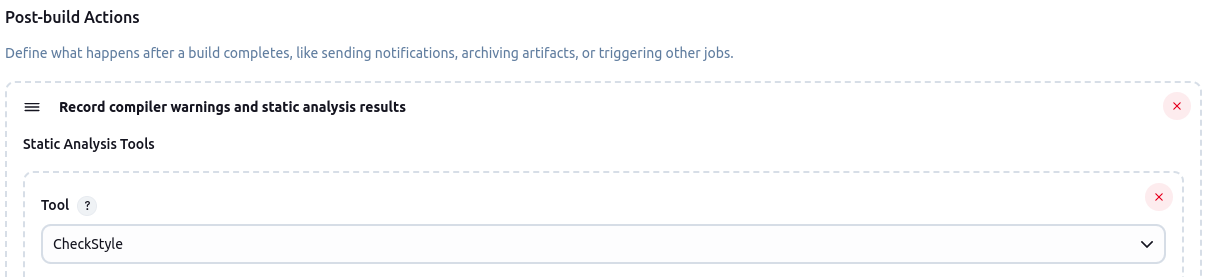 Post-build Actions
Define what happens after a build completes, like sending notifications, archiving artifacts, or triggering other jobs.
Record compiler warnings and static analysis results
Static Analysis Tools
Tool ?
CheckStyle